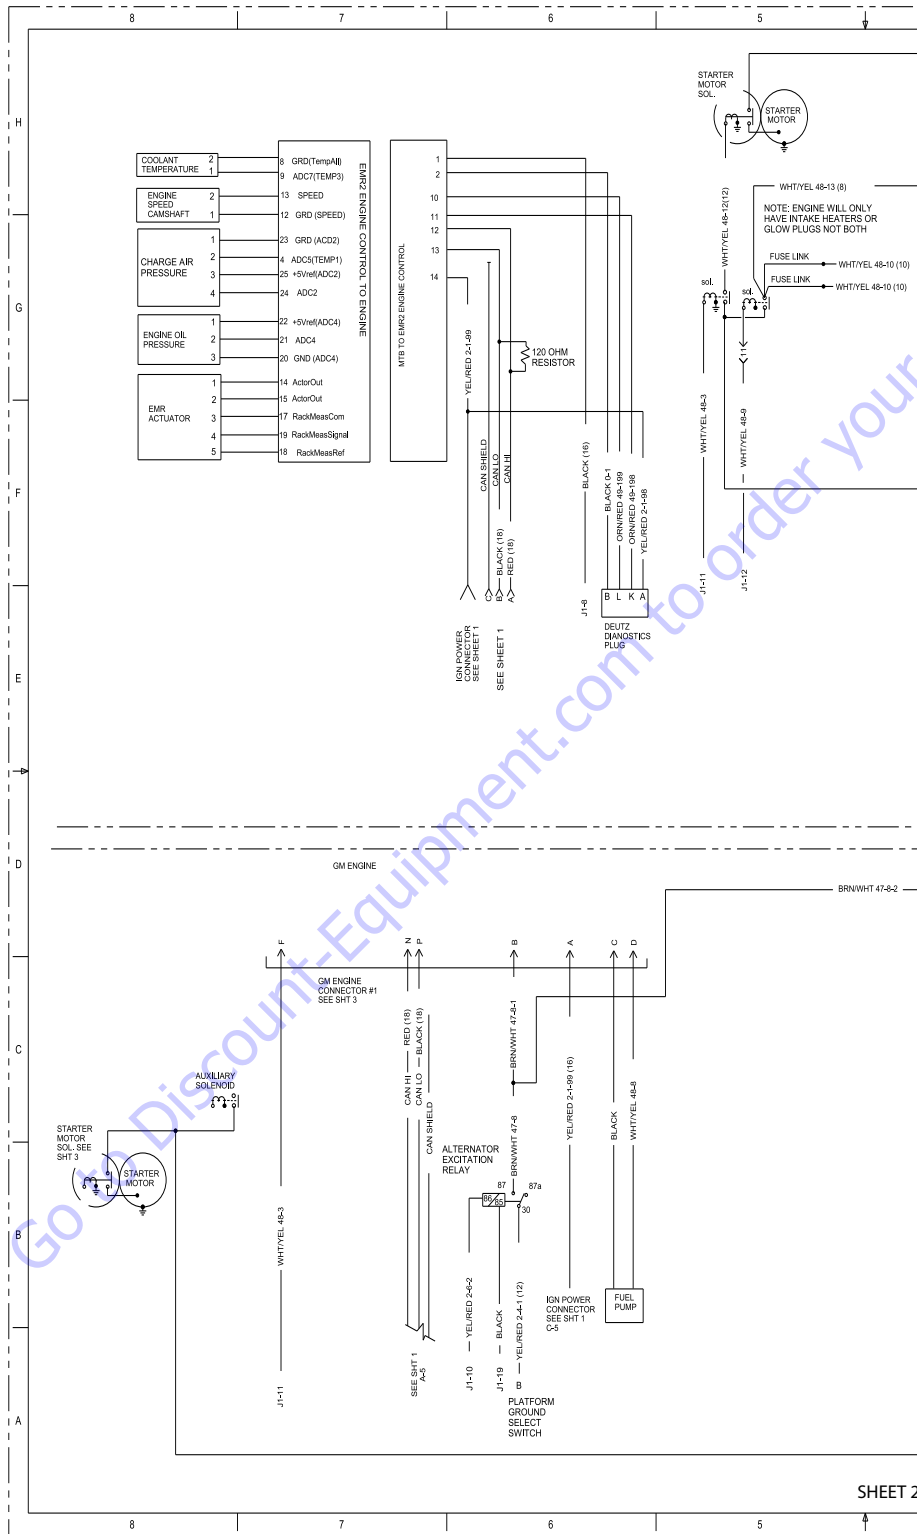 8 7 6 5
H
G
F
E
D
C
B
A
STARTER
MOTOR
SOL.
STARTER
MOTOR
COOLANT
TEMPERATURE
2
1
8 GRD(TempAll)
9 ADC7(TEMP3)
ENGINE
SPEED
CAMSHAFT
2
1
13 SPEED
12 GRD (SPEED)
CHARGE AIR
PRESSURE
1
2
3
4
23 GRD (ACD2)
4 ADC5(TEMP1)
25 +5Vref(ADC2)
24 ADC2
ENGINE OIL
PRESSURE
1
2
3
22 +5Vref(ADC4)
21 ADC4
20 GND (ADC4)
EMR
ACTUATOR
1
2
3
4
5
14 ActorOut
15 ActorOut
17 RackMeasCom
19 RackMeasSignal
18 RackMeasRef
EMR2 ENGINE CONTROL TO ENGINE
MTB TO EMR2 ENGINE CONTROL
1
2
10
11
12
13
14
YEL/RED 2-1-99
120 OHM
RESISTOR
CAN SHIELD
CAN LO
CAN HI
BLACK (18)
RED (18)
C
B
A
IGN POWER
CONNECTOR
SEE SHEET 1
SEE SHEET 1
BLACK (16)
J1-8
BLACK 0-1
ORN/RED 49-199
ORN/RED 49-198
YEL/RED 2-1-98
B L K A
DEUTZ
DIANOSTICS
PLUG
WHT/YEL 48-12(12)
WHT/YEL 48-13 (8)
NOTE: ENGINE WILL ONLY
HAVE INTAKE HEATERS OR
GLOW PLUGS NOT BOTH
FUSE LINK
WHT/YEL 48-10 (10)
FUSE LINK
WHT/YEL 48-10 (10)
sol.
sol.
11
WHT/YEL 48-3
WHT/YEL 48-9
J1-11
J1-12
GM ENGINE
BRN/WHT 47-8-2
F
N
P
B
A
C
D
GM ENGINE
CONNECTOR #1
SEE SHT 3
RED (18)
BLACK (18)
CAN HI
CAN LO
CAN SHIELD
BRN/WHT 47-8-1
BRN/WHT 47-8
YEL/RED 2-1-99 (16)
BLACK
WHT/YEL 48-8
AUXILIARY
SOLENOID
STARTER
MOTOR
SOL. SEE
SHT 3
STARTER
MOTOR
WHT/YEL 48-3
J1-11
ALTERNATOR
EXCITATION
RELAY
87
87a
86
85
30
YEL/RED 2-6-2
J1-10
BLACK
J1-19
YEL/RED 2-4-1 (12)
B
PLATFORM
GROUND
SELECT
SWITCH
SEE SHT 1
A-5
IGN POWER
CONNECTOR
SEE SHT 1
C-5
FUEL
PUMP
SHEET 2
8 7 6 5
Go to Discount-Equipment.com to order your